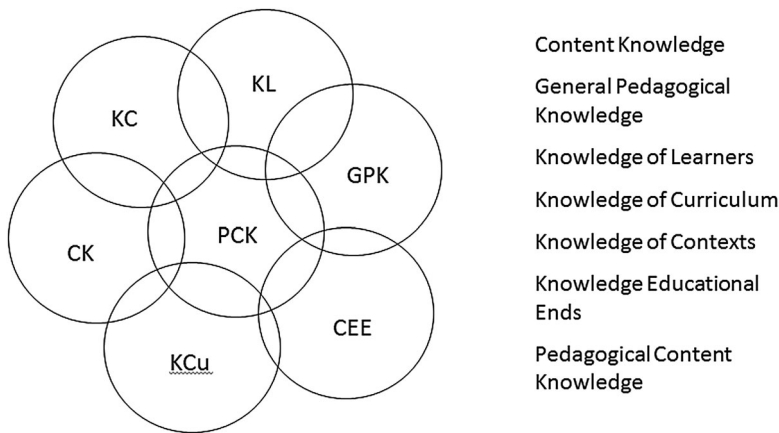 KL
KC
GPK
PCK
CK
CEE
KCu
Content Knowledge
General Pedagogical
Knowledge
Knowledge of Learners
Knowledge of Curriculum
Knowledge of Contexts
Knowledge Educational
Ends
Pedagogical Content
Knowledge